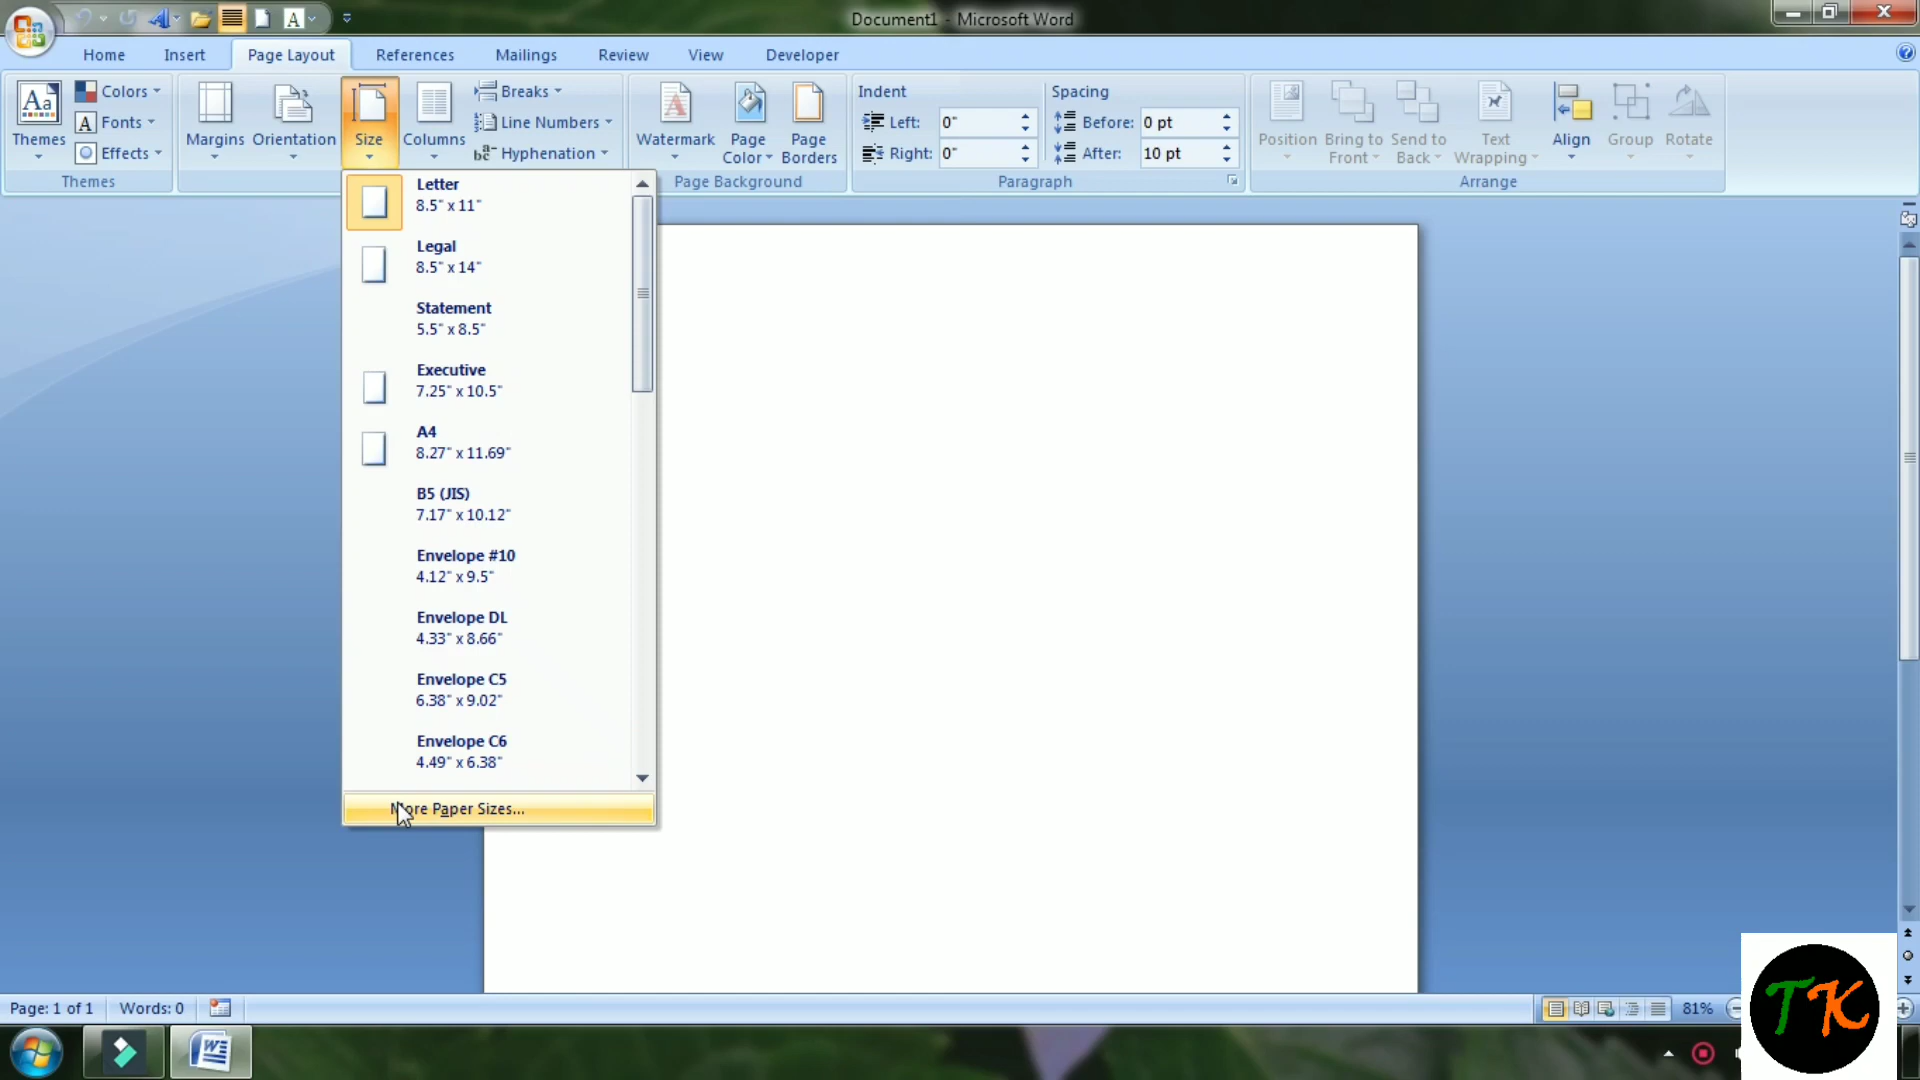 Document1 - Microsoft Word
Home Insert Page Layout References Mailings Review View Developer
Aa Themes
Colors
Fonts
Effects
Themes
Margins Orientation Size Columns
Breaks
Line Numbers
Hyphenation
Watermark Page Color Page Borders
Page Background
Indent
Left: 0"
Right: 0"
Spacing
Before: 0 pt
After: 10 pt
Paragraph
Position Bring to Front Send to Back Text Wrapping Align Group Rotate
Arrange
Letter
8.5" x 11"
Legal
8.5" x 14"
Statement
5.5" x 8.5"
Executive
7.25" x 10.5"
A4
8.27" x 11.69"
B5 (JIS)
7.17" x 10.12"
Envelope #10
4.12" x 9.5"
Envelope DL
4.33" x 8.66"
Envelope C5
6.38" x 9.02"
Envelope C6
4.49" x 6.38"
More Paper Sizes...
Page: 1 of 1 Words: 0 81%
TK